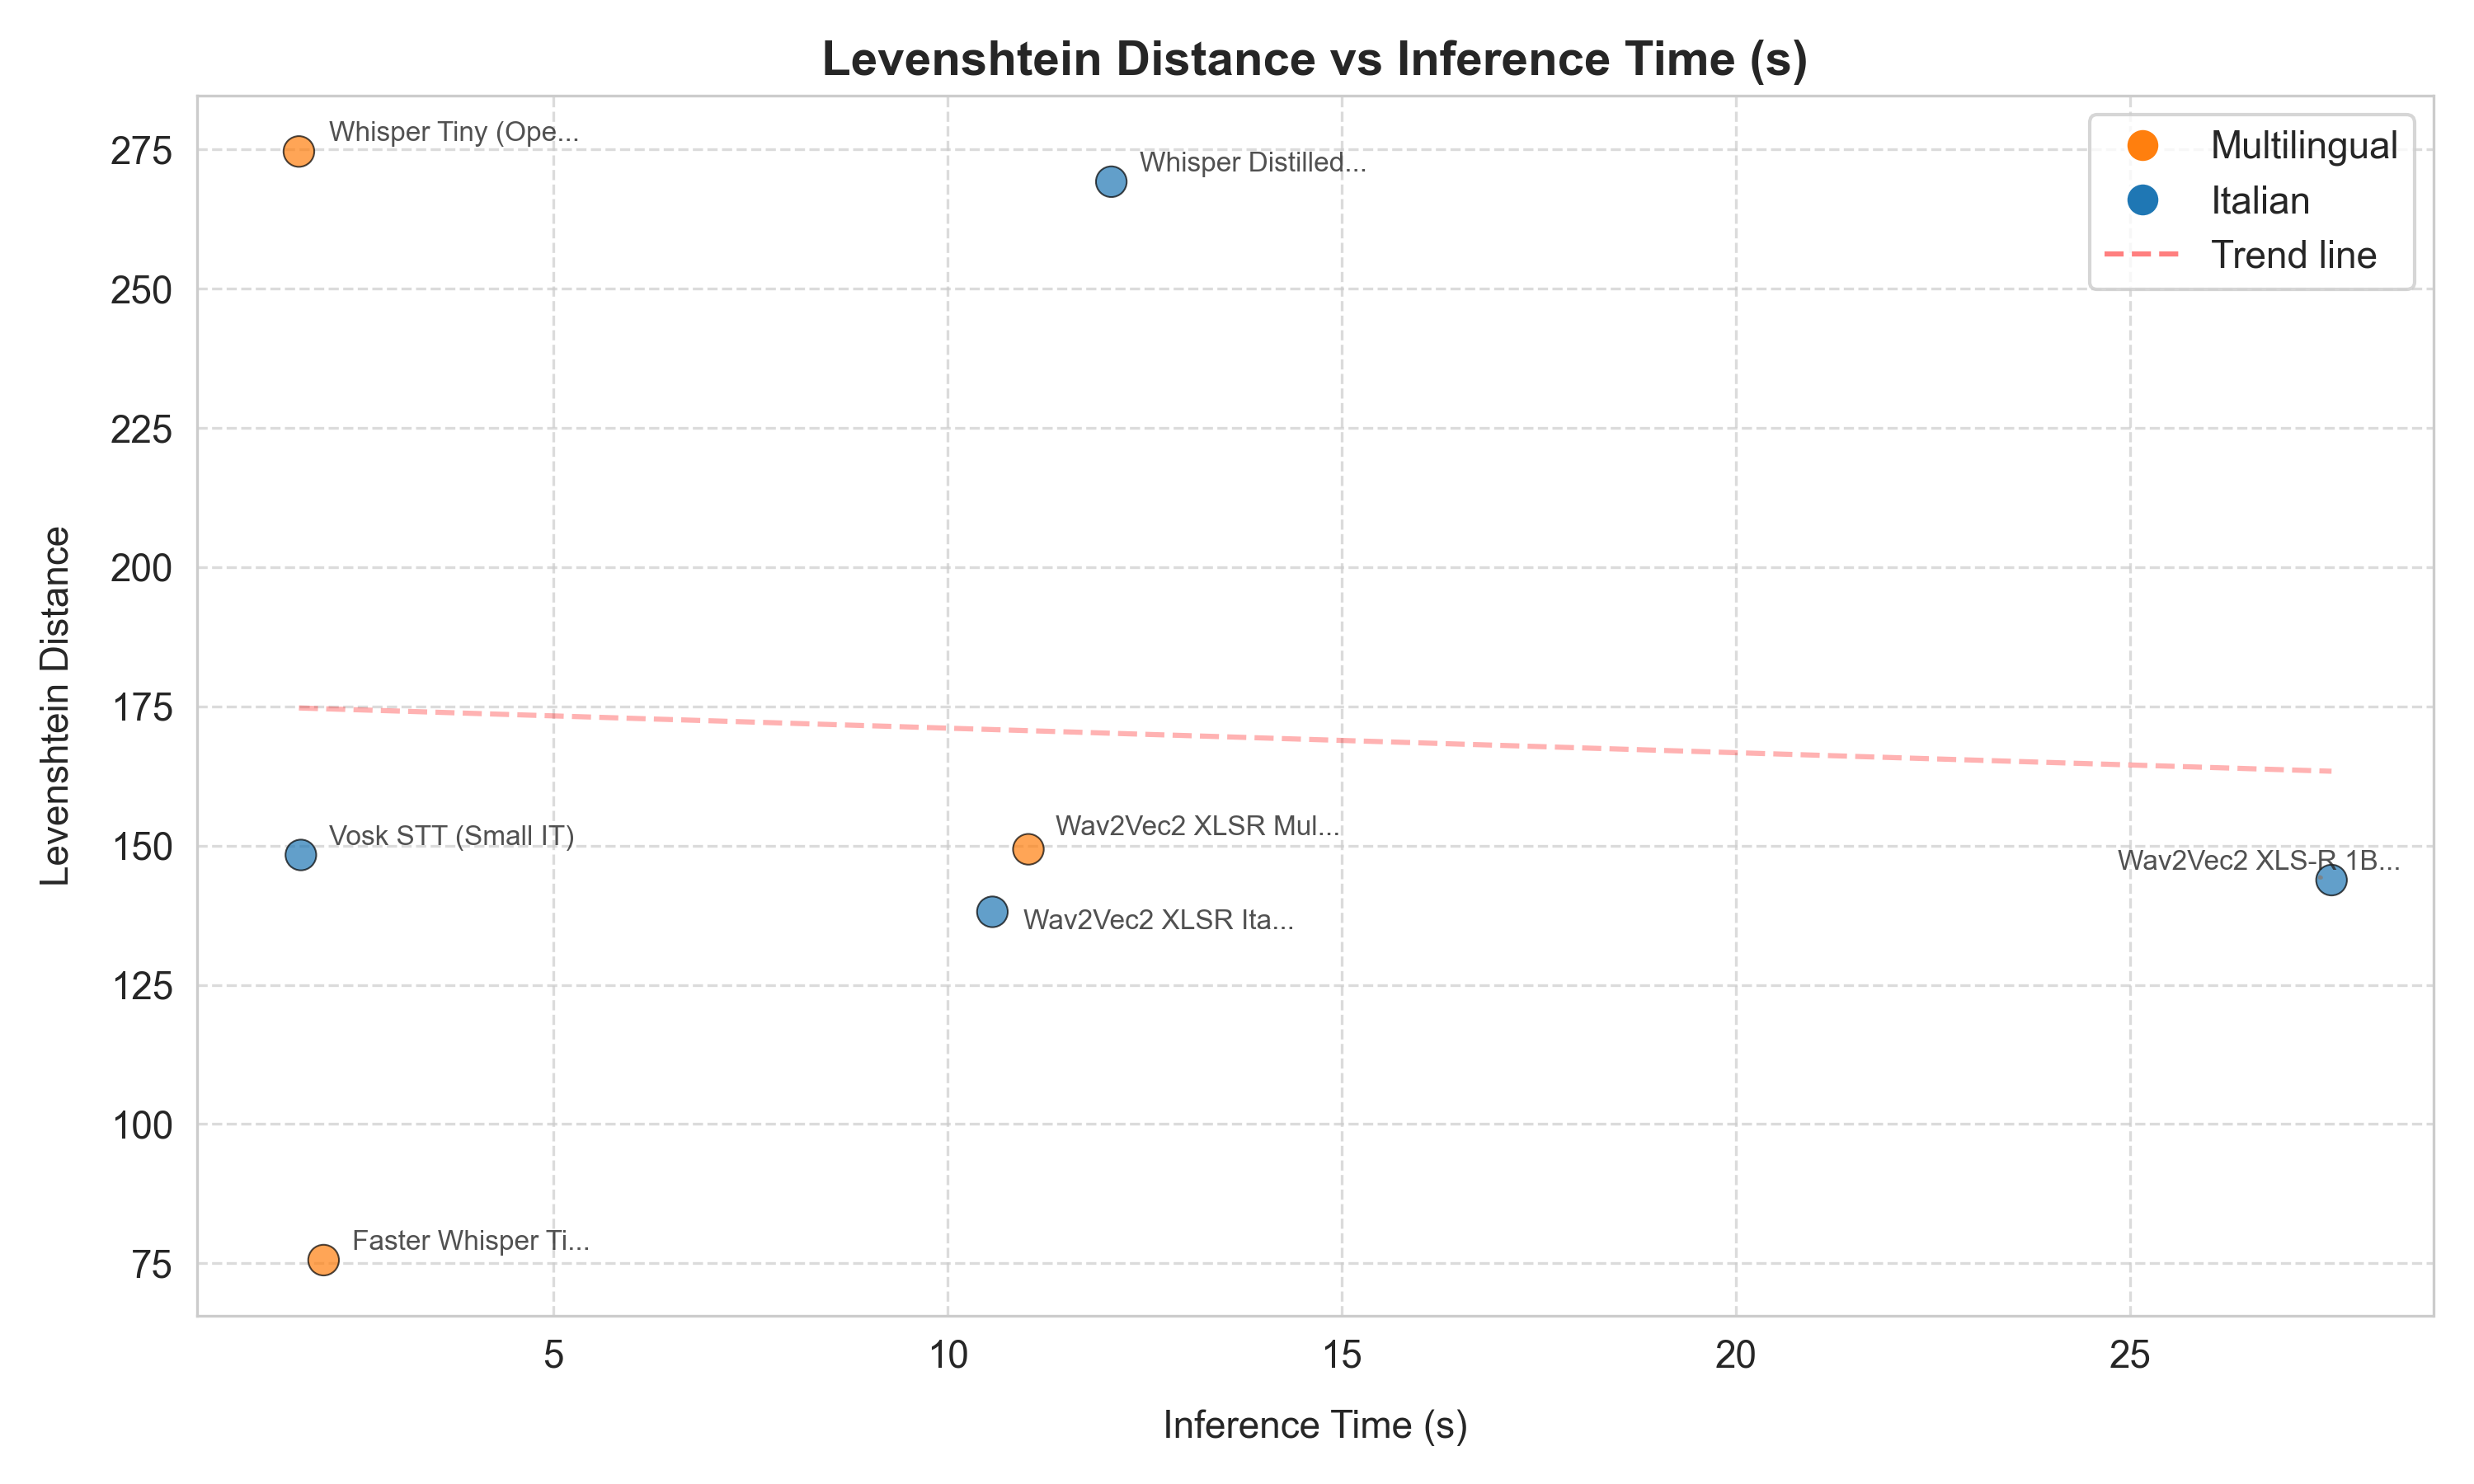 Levenshtein Distance vs Inference Time (s)
Multilingual
Italian
Trend line
Whisper Tiny (Ope...
Whisper Distilled...
Vosk STT (Small IT)
Wav2Vec2 XLSR Mul...
Wav2Vec2 XLS-R 1B...
Wav2Vec2 XLSR Ita...
Faster Whisper Ti...
Levenshtein Distance
275
250
225
200
175
150
125
100
75
5 10 15 20 25
Inference Time (s)